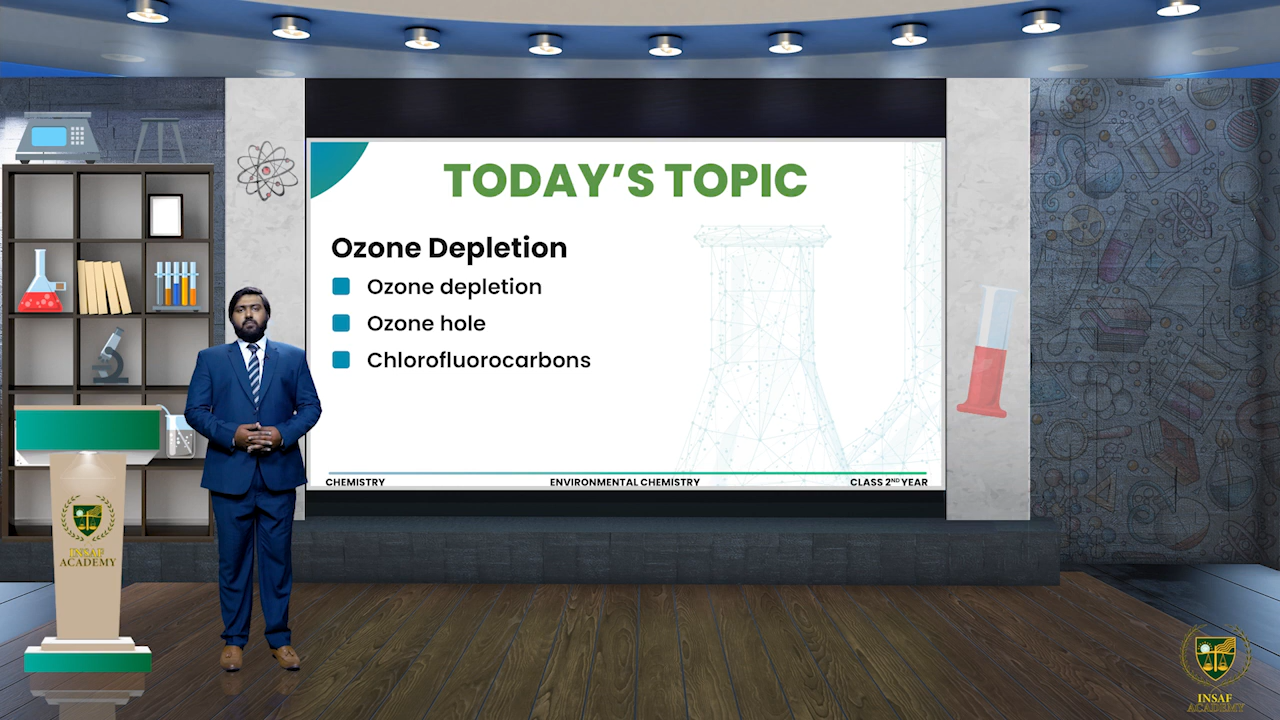 TODAY'S TOPIC
Ozone Depletion
Ozone depletion
Ozone hole
Chlorofluorocarbons
CHEMISTRY
ENVIRONMENTAL CHEMISTRY
CLASS 2ND YEAR
INSAF
ACADEMY
INSAF
ACADEMY